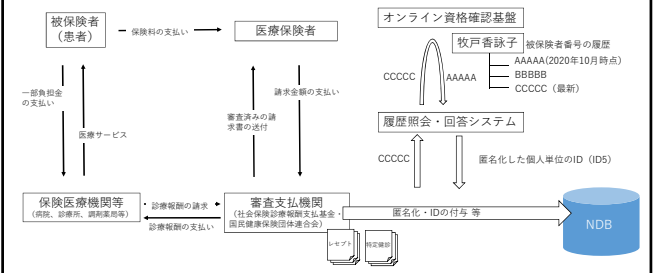 被保険者
（患者）
保険料の支払い
医療保険者
一部負担金
の支払い
医療サービス
審査済みの請
求書の送付
請求金額の支払い
保険医療機関等
（病院、診療所、調剤薬局等）
診療報酬の請求
診療報酬の支払い
審査支払機関
（社会保険診療報酬支払基金・
国民健康保険団体連合会）
レセプト
特定健診
オンライン資格確認基盤
牧戸香詠子
被保険者番号の履歴
AAAAA(2020年10月時点）
BBBBB
CCCCC（最新）
CCCCC
AAAAA
履歴照会・回答システム
CCCCC
匿名化した個人単位のID（ID5）
匿名化・IDの付与 等
NDB